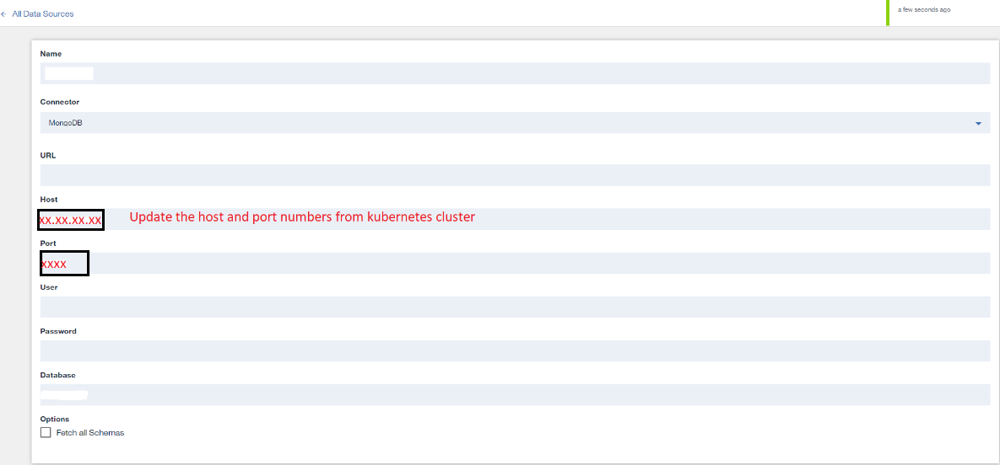 All Data Sources
a few seconds ago
Name
Connector
MongoDB
URL
Host
XX.XX.XX.XX Update the host and port numbers from kubernetes cluster
Port
XXXX
User
Password
Database
Options
Fetch all Schemas